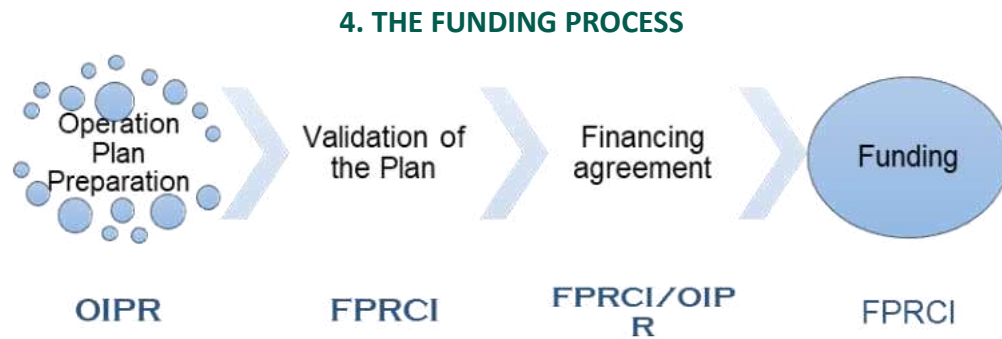 4. THE FUNDING PROCESS
Operation
Plan
Preparation
Validation of
the Plan
Financing
agreement
Funding
OIPR
FPRCI
FPRCI/OIP
R
FPRCI